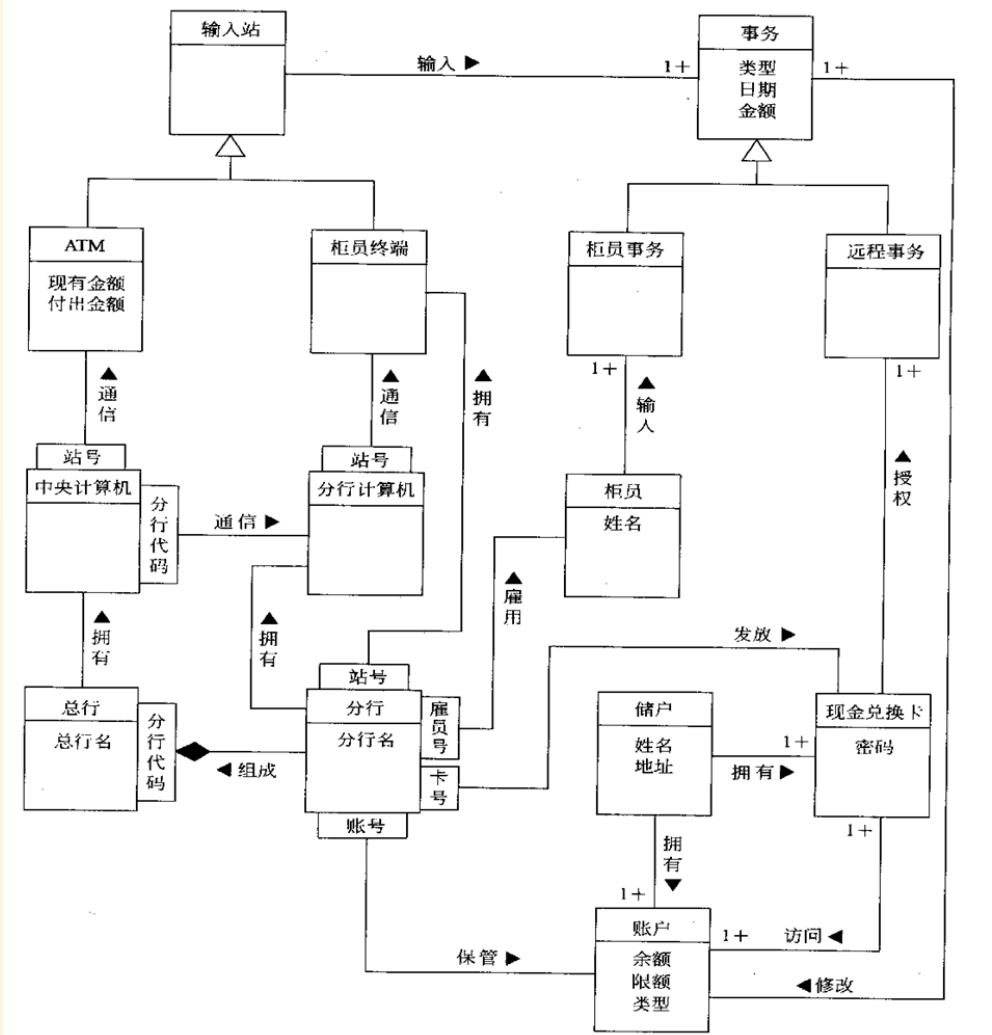 输入站
事务
输入 ▶
1+
1+
类型
日期
金额
ATM
现有金额
付出金额
柜员终端
柜员事务
远程事务
1+
1+
▲
通
信
▲
通
信
▲
拥
有
▲
输
人
▲
授
权
站号
中央计算机
分
行
代
码
通信 ▶
站号
分行计算机
柜员
姓名
▲
拥
有
▲
拥
有
▲
雇
用
发放 ▶
总行
总行名
分
行
代
码
◀ 组成
站号
分行
分行名
雇
员
号
卡
号
账号
储户
姓名
地址
1+
拥有 ▶
现金兑换卡
密码
1+
拥
有
▼
1+
账户
余额
限额
类型
1+
访问 ◀
保管 ▶
◀修改